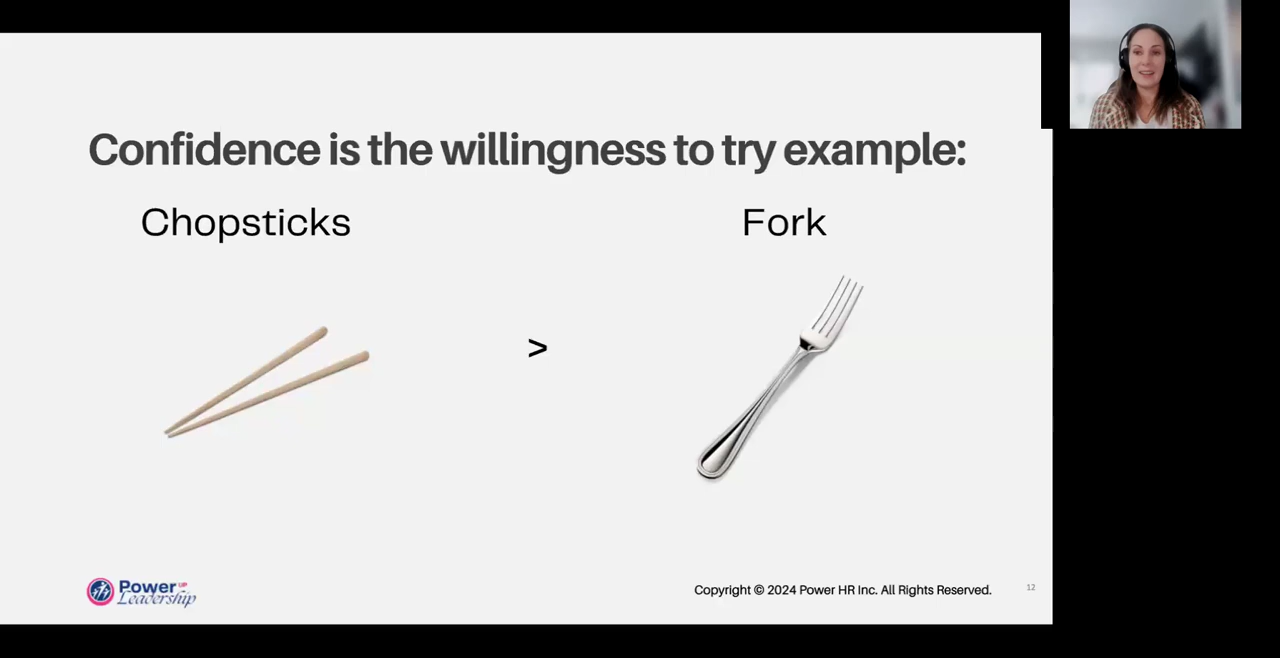 Confidence is the willingness to try example:
Chopsticks
Fork
>
Power UP
Leadership
Copyright © 2024 Power HR Inc. All Rights Reserved.
12